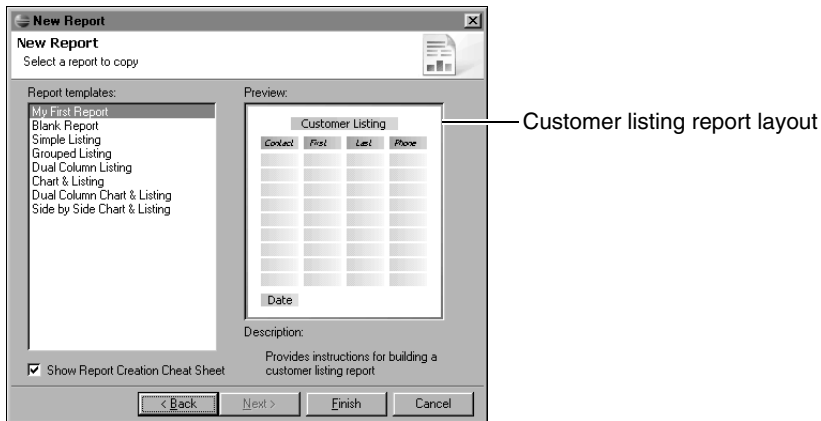 New Report
New Report
Select a report to copy
Report templates:
My First Report
Blank Report
Simple Listing
Grouped Listing
Dual Column Listing
Chart & Listing
Dual Column Chart & Listing
Side by Side Chart & Listing
Show Report Creation Cheat Sheet
Preview:
Customer Listing
Contact First Last Phone
Date
Description:
Provides instructions for building a
customer listing report
< Back Next > Finish Cancel
Customer listing report layout